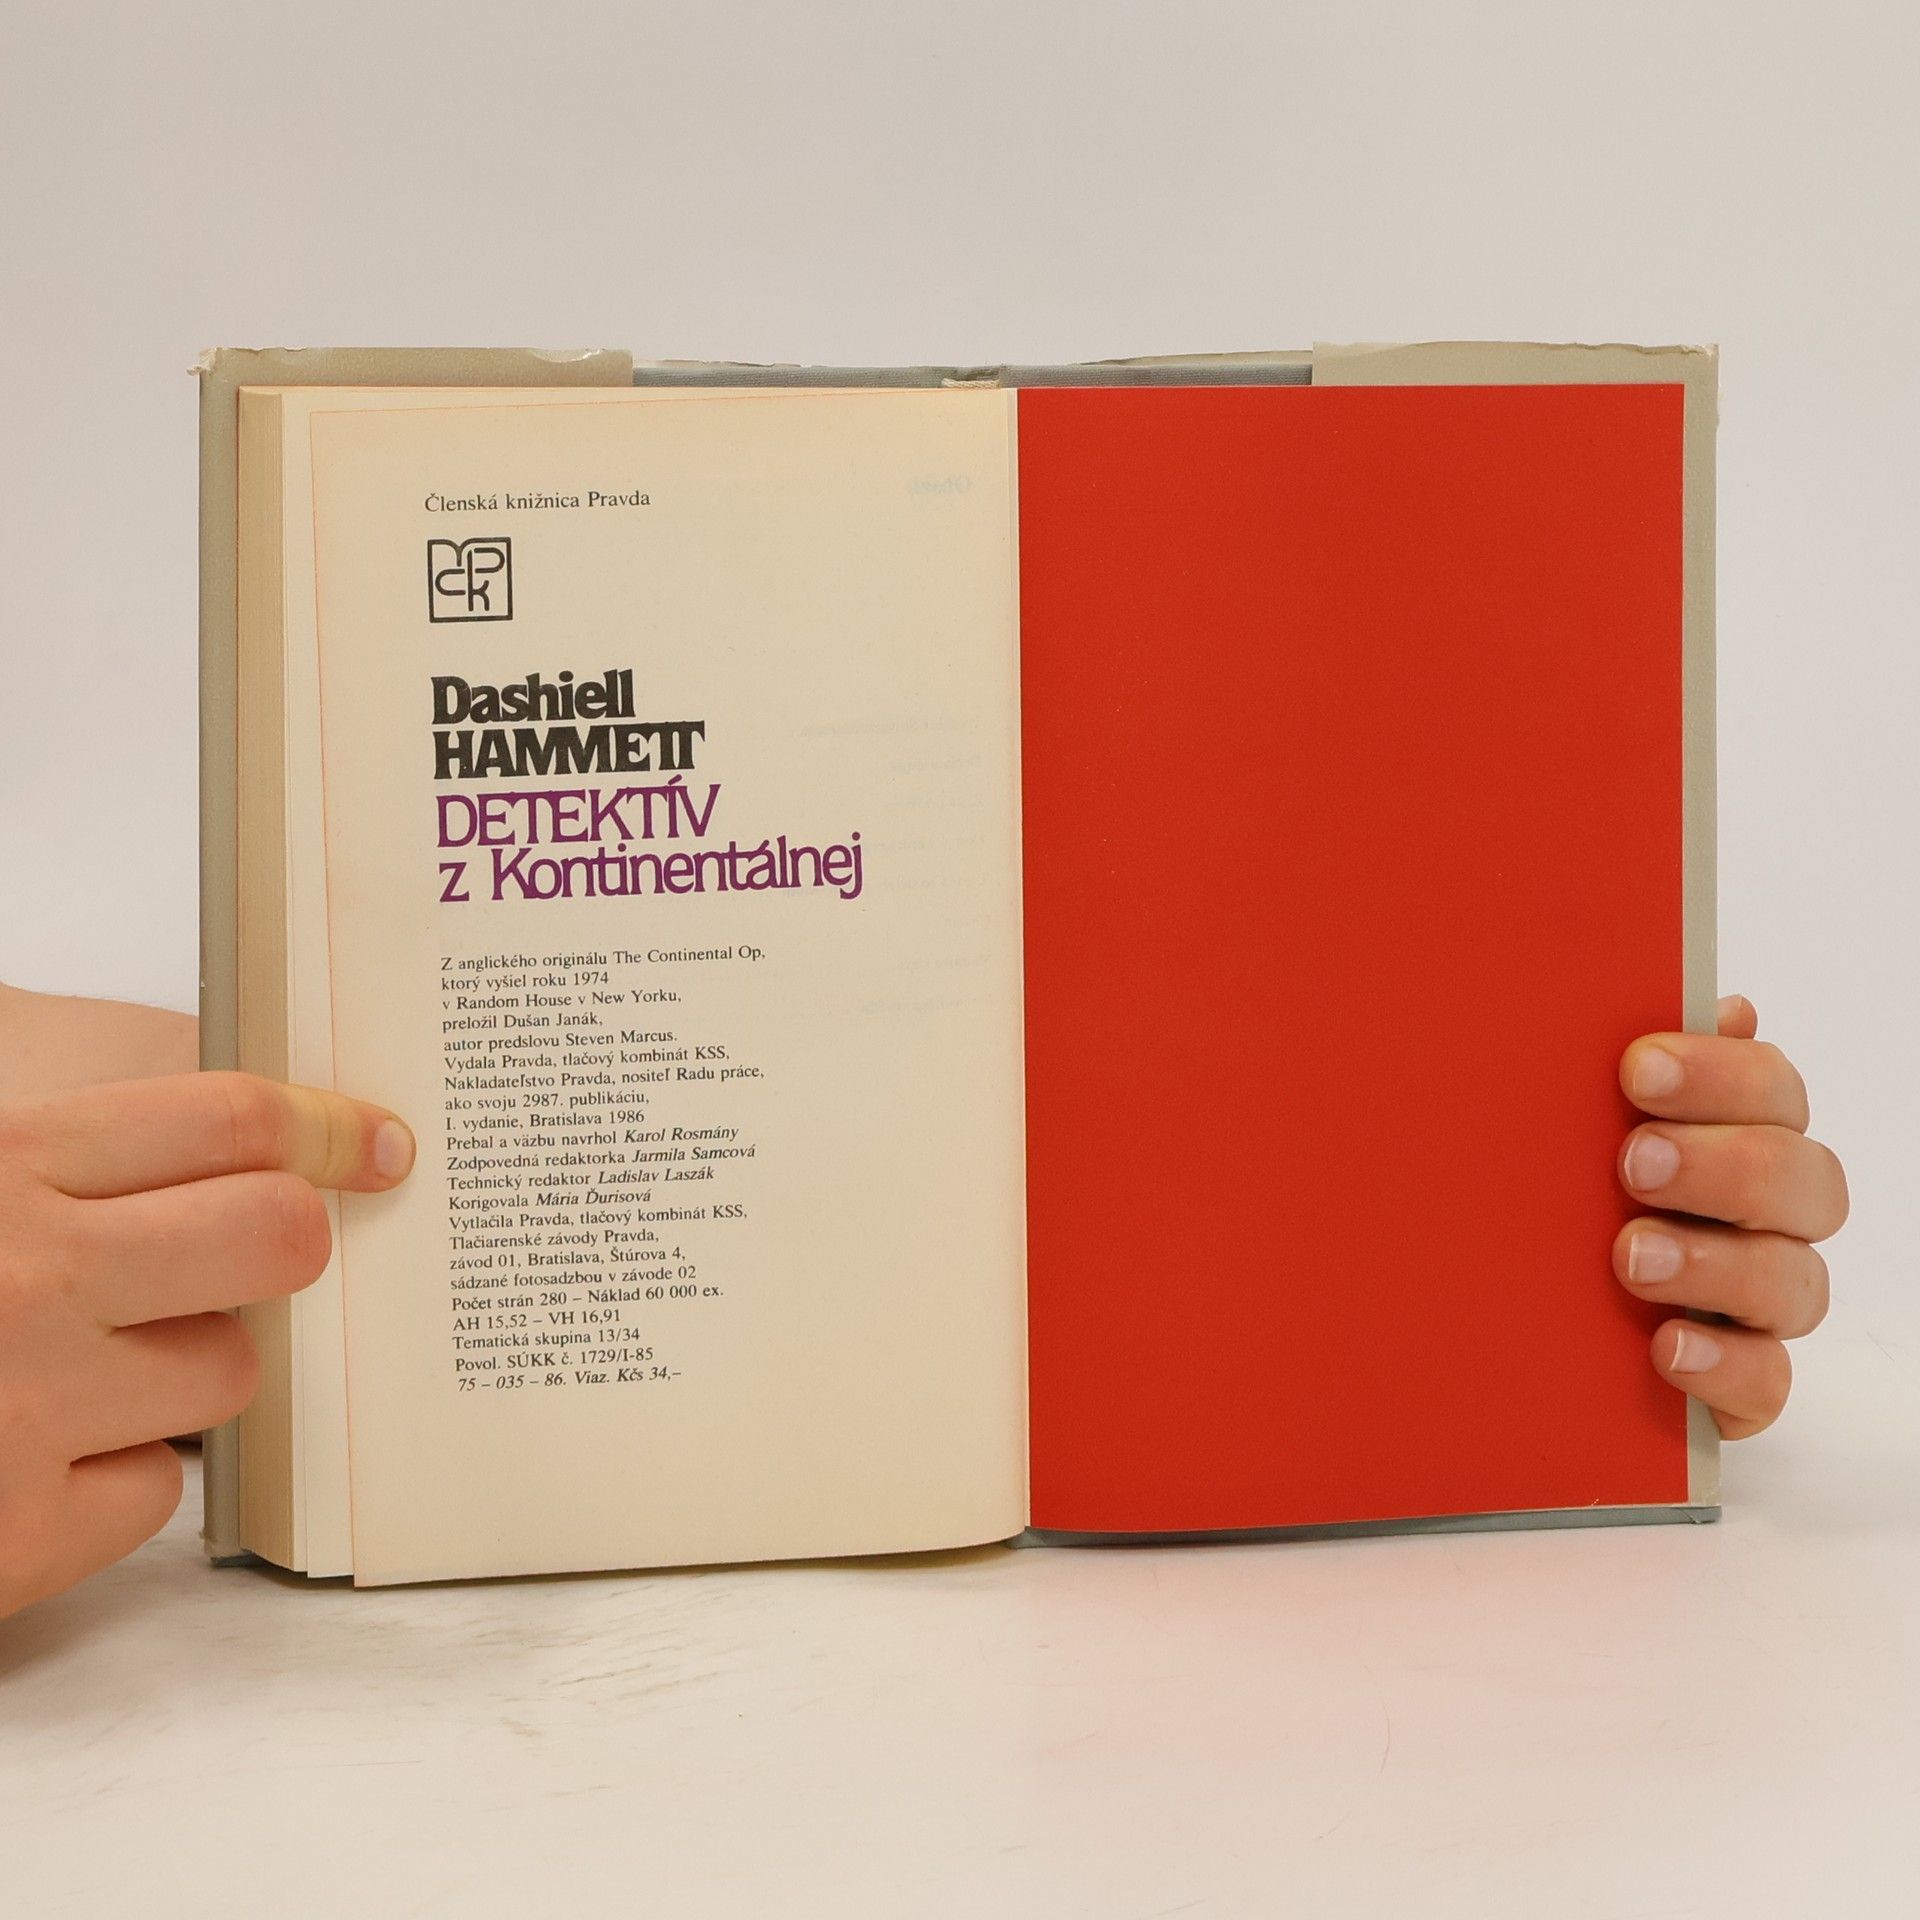 Členská knižnica Pravda
čpk
Dashiell
HAMMETT
DETEKTÍV
z Kontinentálnej
Z anglického originálu The Continental Op,
ktorý vyšiel roku 1974
v Random House v New Yorku,
preložil Dušan Janák,
autor predslovu Steven Marcus.
Vydala Pravda, tlačový kombinát KSS,
Nakladateľstvo Pravda, nositeľ Radu práce,
ako svoju 2987. publikáciu,
I. vydanie, Bratislava 1986
Prebal a väzbu navrhol Karol Rosmány
Zodpovedná redaktorka Jarmila Samcová
Technický redaktor Ladislav Laszák
Korigovala Mária Ďurisová
Vytlačila Pravda, tlačový kombinát KSS,
Tlačiarenské závody Pravda,
závod 01, Bratislava, Štúrova 4,
sádzané fotosadzbou v závode 02
Počet strán 280 – Náklad 60 000 ex.
AH 15,52 – VH 16,91
Tematická skupina 13/34
Povol. SÚKK č. 1729/I-85
75 – 035 – 86. Viaz. Kčs 34,–